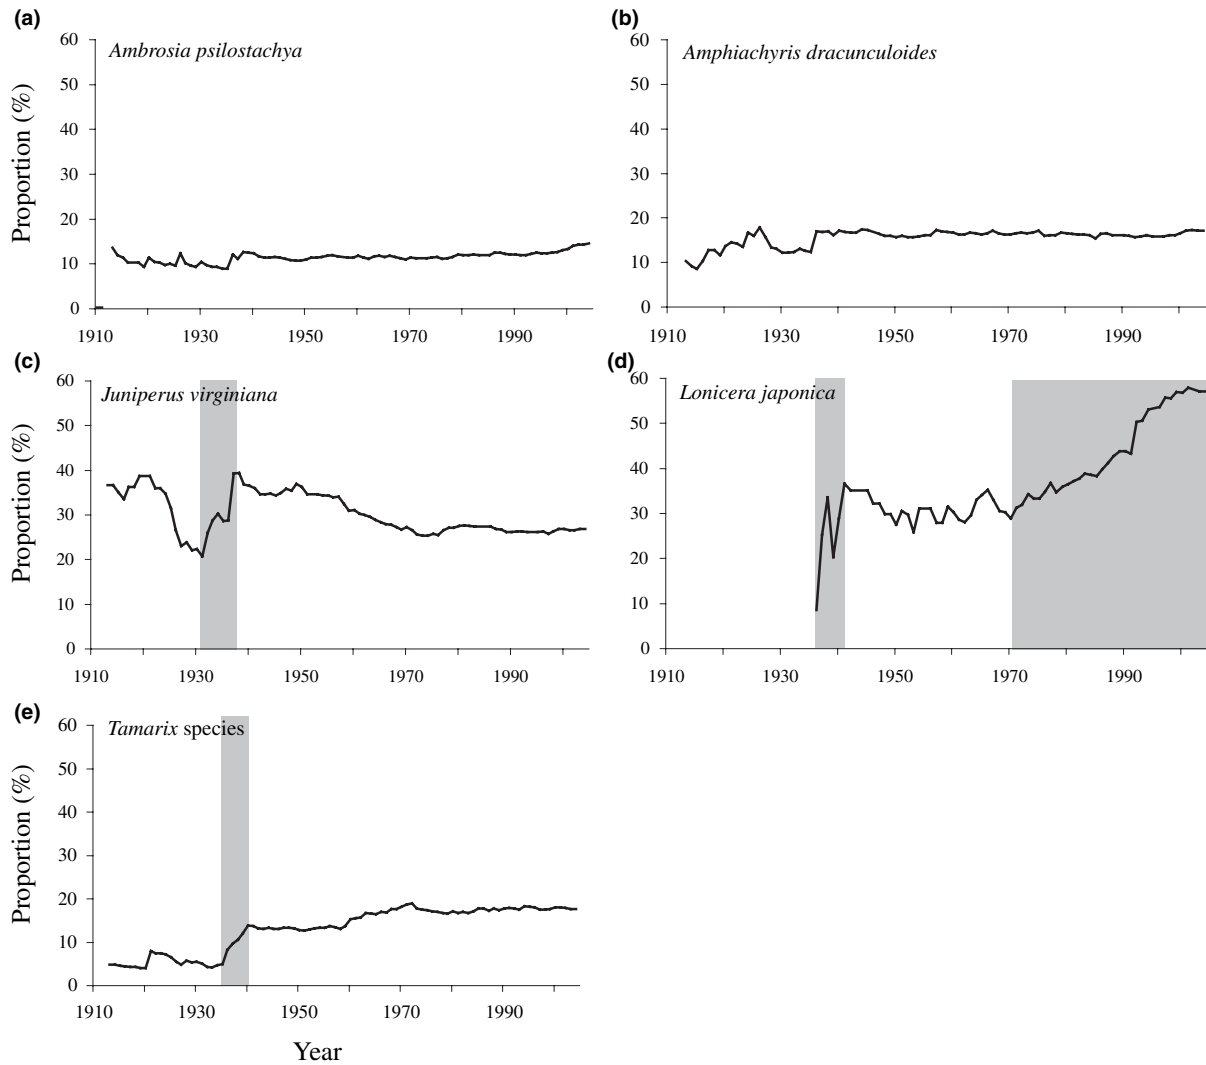 (a)
Ambrosia psilostachya
Proportion (%)
60
50
40
30
20
10
0
1910 1930 1950 1970 1990
(b)
Amphiachyris dracunculoides
60
50
40
30
20
10
0
1910 1930 1950 1970 1990
(c)
Juniperus virginiana
Proportion (%)
60
50
40
30
20
10
0
1910 1930 1950 1970 1990
(d)
Lonicera japonica
60
50
40
30
20
10
0
1910 1930 1950 1970 1990
(e)
Tamarix species
Proportion (%)
60
50
40
30
20
10
0
1910 1930 1950 1970 1990
Year